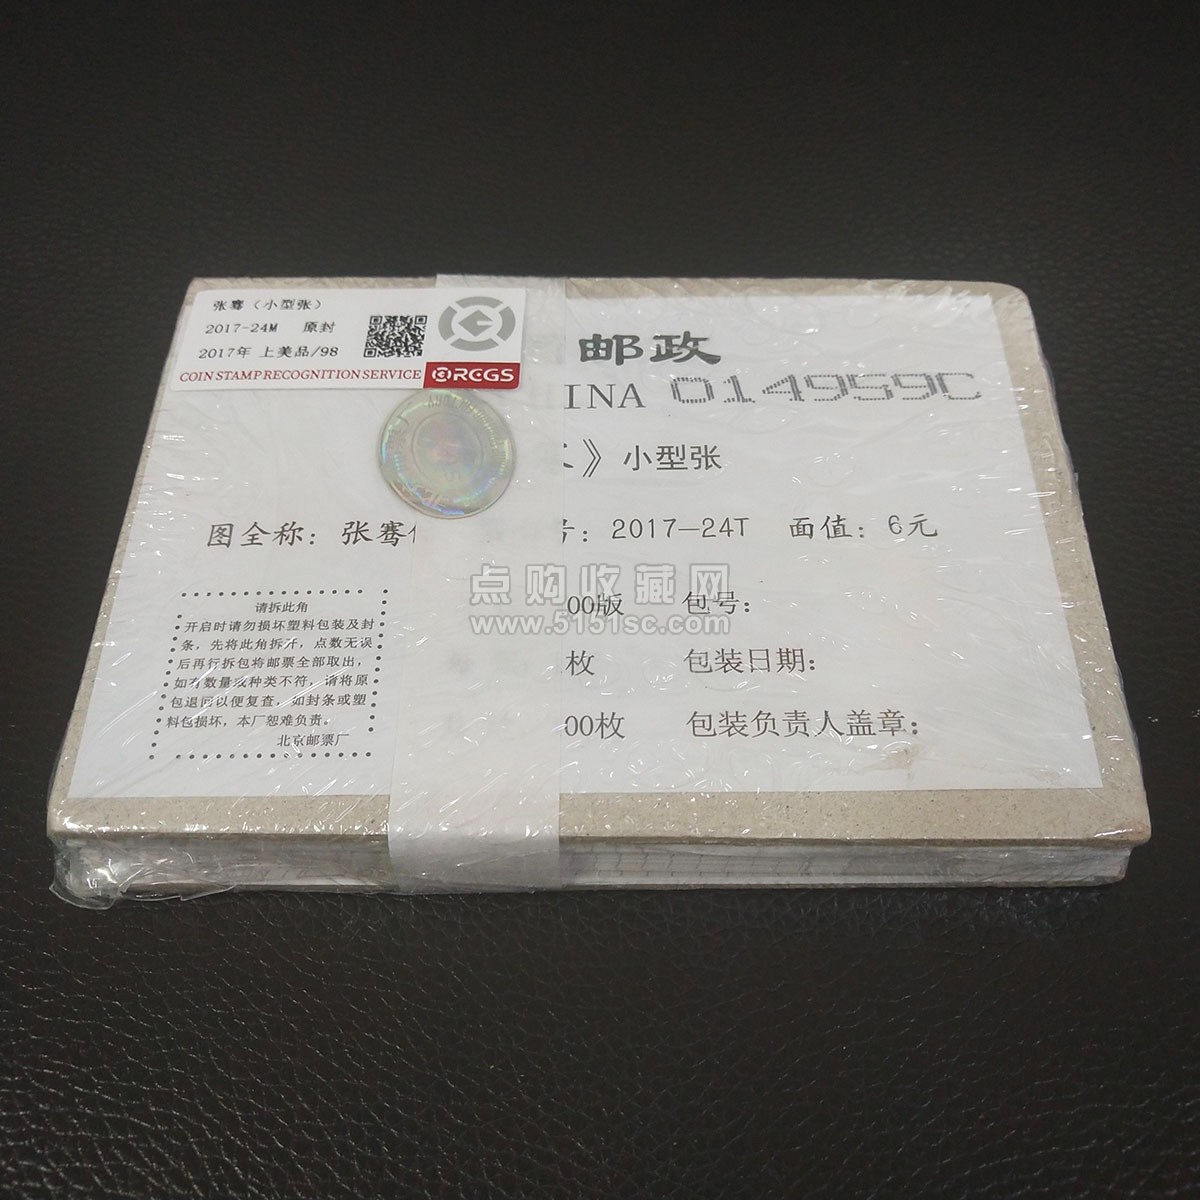 张骞（小型张）
2017-24M 原封
2017年 上美品/98
COIN STAMP RECOGNITION SERVICE
RCGS
邮政
INA 014959C
》小型张
图全称：张骞
号：2017—24T 面值：6元
点购收藏网
www.5151sc.com
00版 包号：
枚 包装日期：
00枚 包装负责人盖章：
请拆此角
开启时请勿损坏塑料包装及封
条，先将此角拆开，点数无误
后再行拆包将邮票全部取出，
如有数量或种类不符，请将原
包退回以便复查，如封条或塑
料包损坏，本厂恕难负责。
北京邮票厂